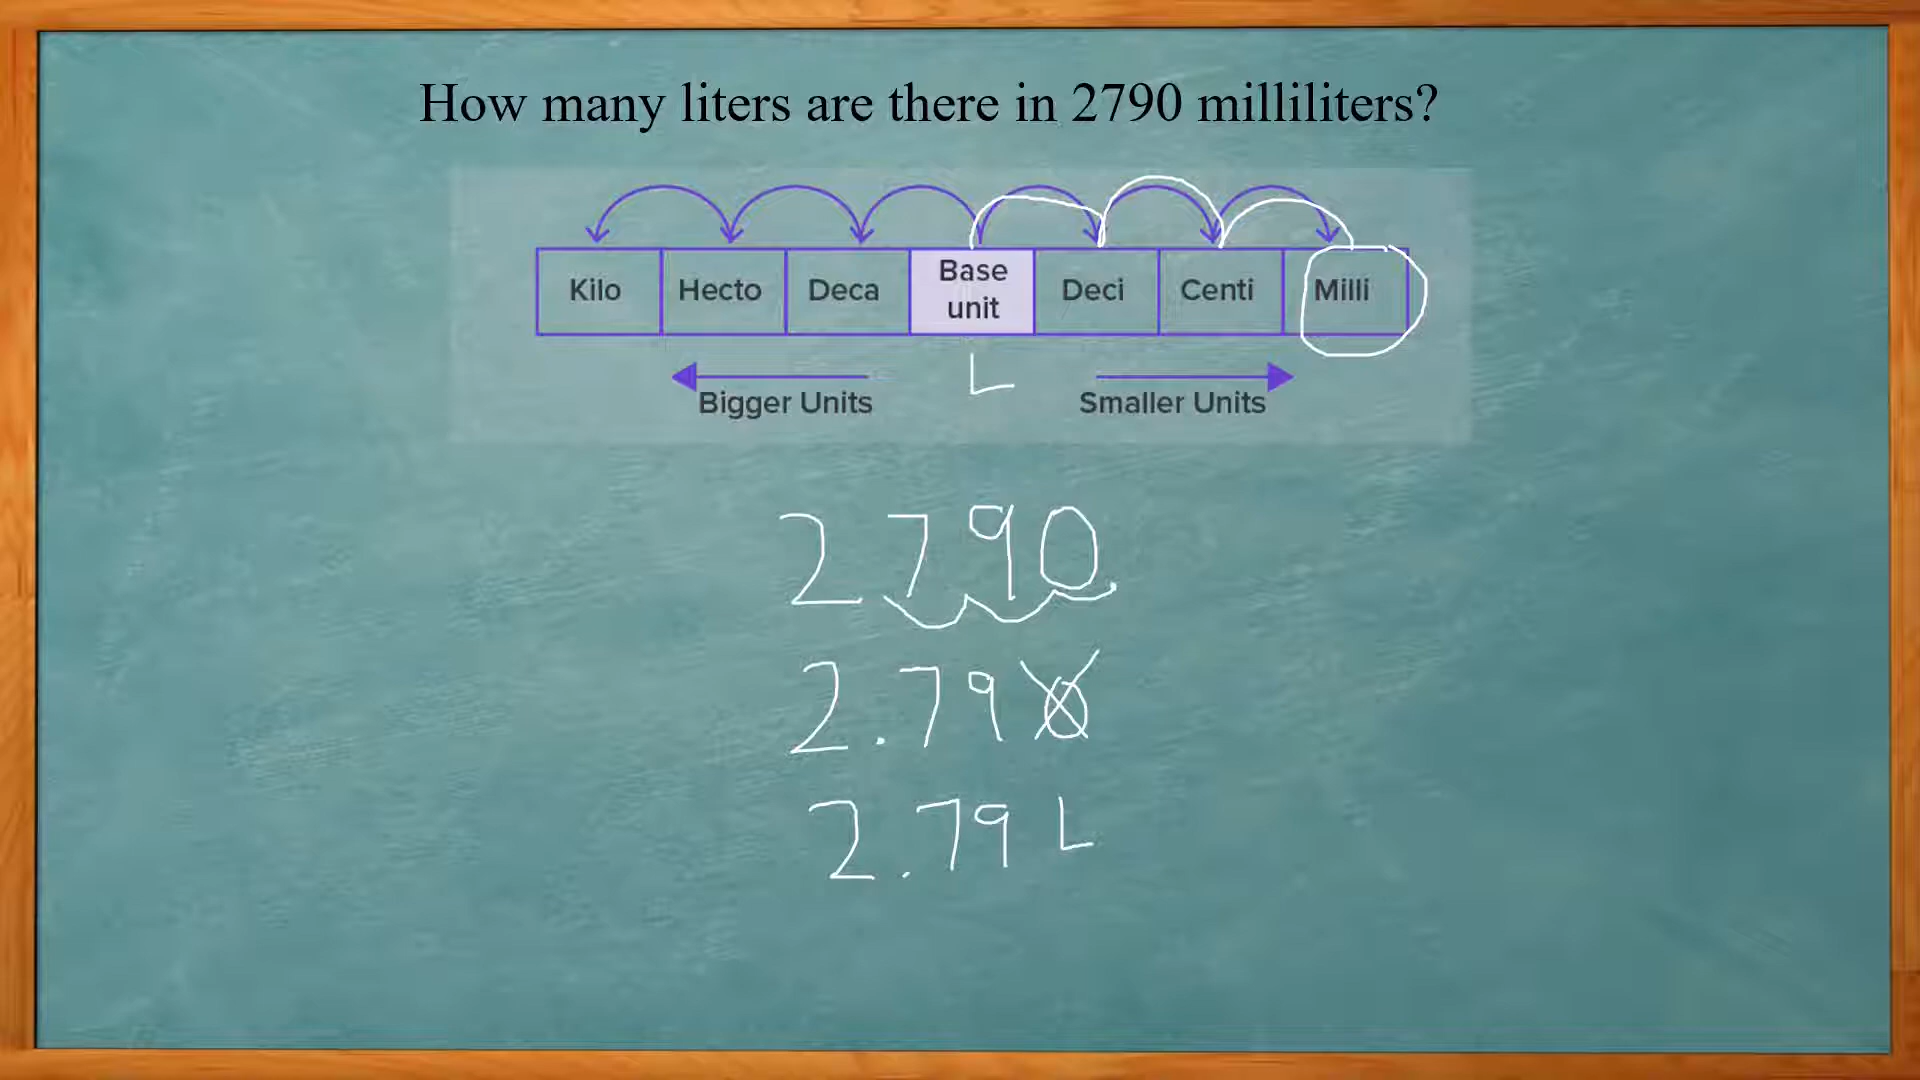 How many liters are there in 2790 milliliters?
Kilo Hecto Deca Base unit Deci Centi Milli
L
Bigger Units Smaller Units
2790
2.790
2.79 L